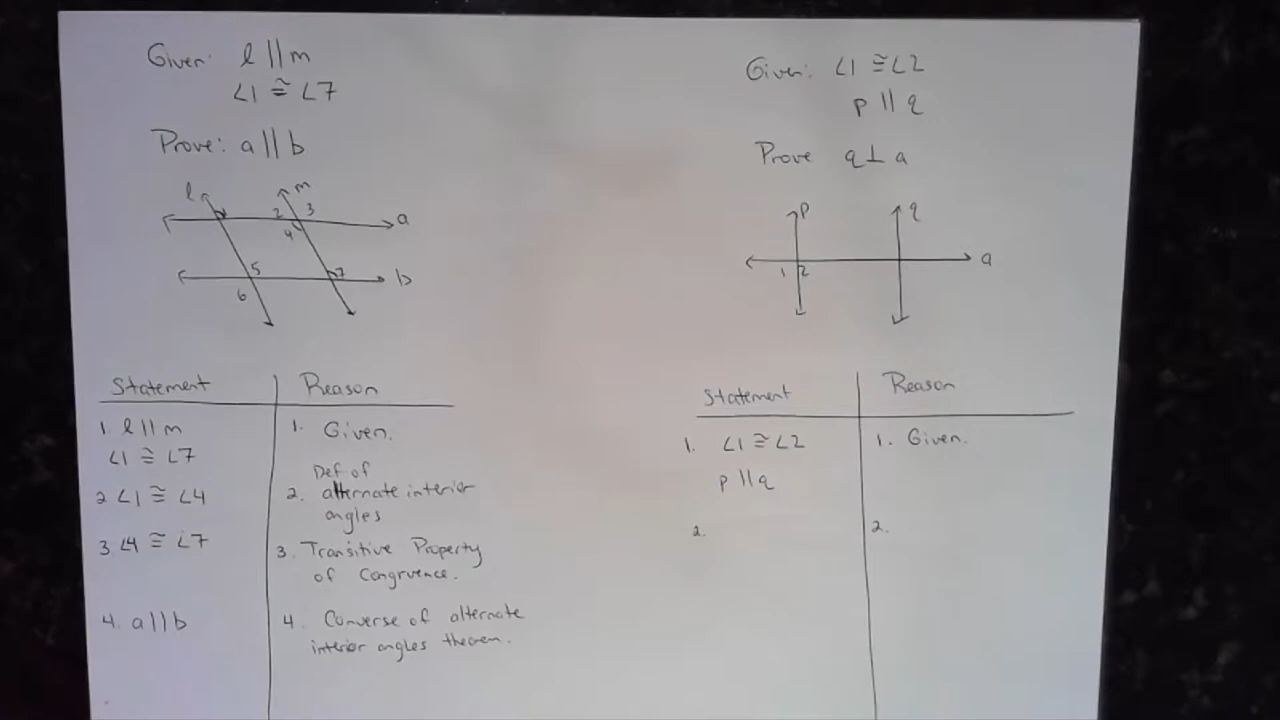 Given: l || m
∠1 ≅ ∠7
Prove: a || b
l
m
2
3
a
4
5
7
b
6
Statement
Reason
1. l || m
∠1 ≅ ∠7
1. Given.
2 ∠1 ≅ ∠4
Def of
2. alternate interior
angles
3. ∠4 ≅ ∠7
3. Transitive Property
of Congruence.
4. a || b
4. Converse of alternate
interior angles theorem.
Given: ∠1 ≅ ∠2
p || q
Prove q ⊥ a
p
q
a
1
2
Statement
Reason
1. ∠1 ≅ ∠2
p || q
1. Given.
2.
2.